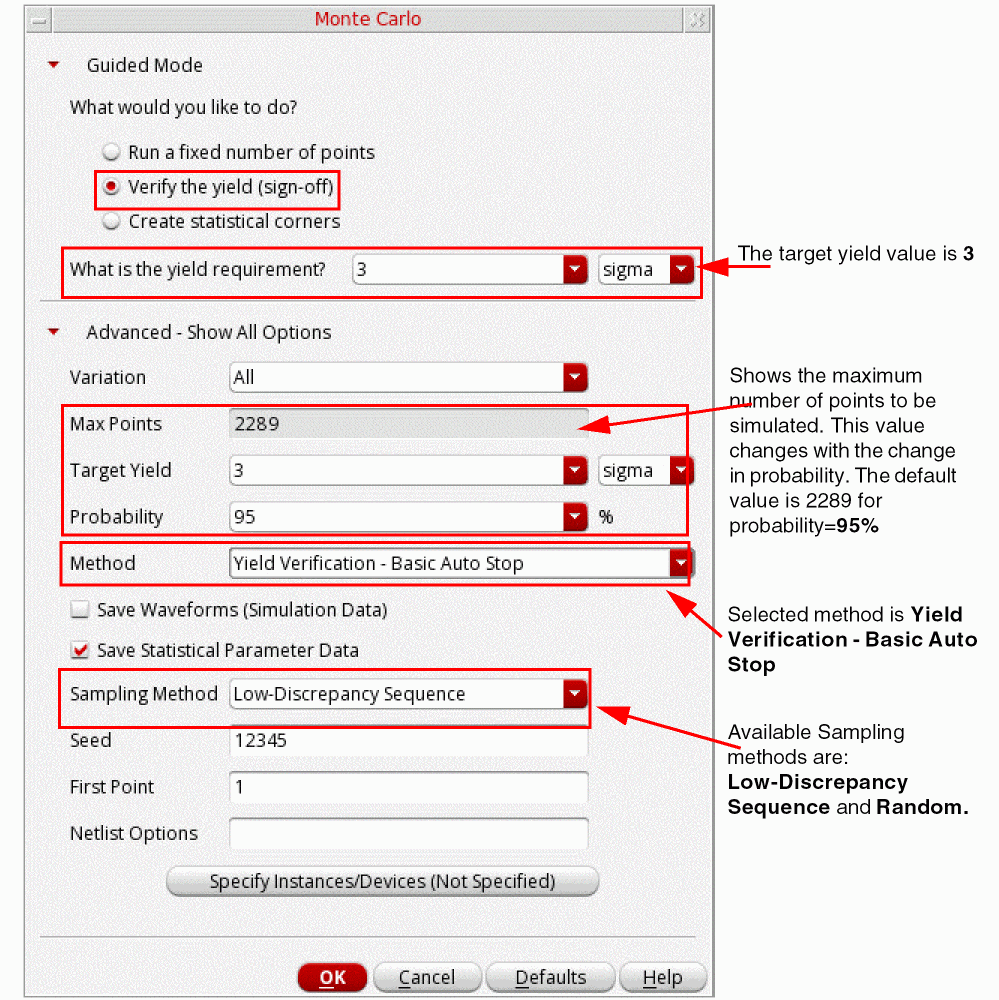 Monte Carlo
Guided Mode
What would you like to do?
Run a fixed number of points
Verify the yield (sign-off)
Create statistical corners
What is the yield requirement? 3 sigma
The target yield value is 3
Advanced - Show All Options
Variation All
Max Points 2289
Target Yield 3 sigma
Probability 95 %
Shows the maximum
number of points to be
simulated. This value
changes with the change
in probability. The default
value is 2289 for
probability=95%
Method Yield Verification - Basic Auto Stop
Save Waveforms (Simulation Data)
Save Statistical Parameter Data
Selected method is Yield
Verification - Basic Auto
Stop
Sampling Method Low-Discrepancy Sequence
Seed 12345
First Point 1
Netlist Options
Available Sampling
methods are:
Low-Discrepancy
Sequence and Random.
Specify Instances/Devices (Not Specified)
OK Cancel Defaults Help